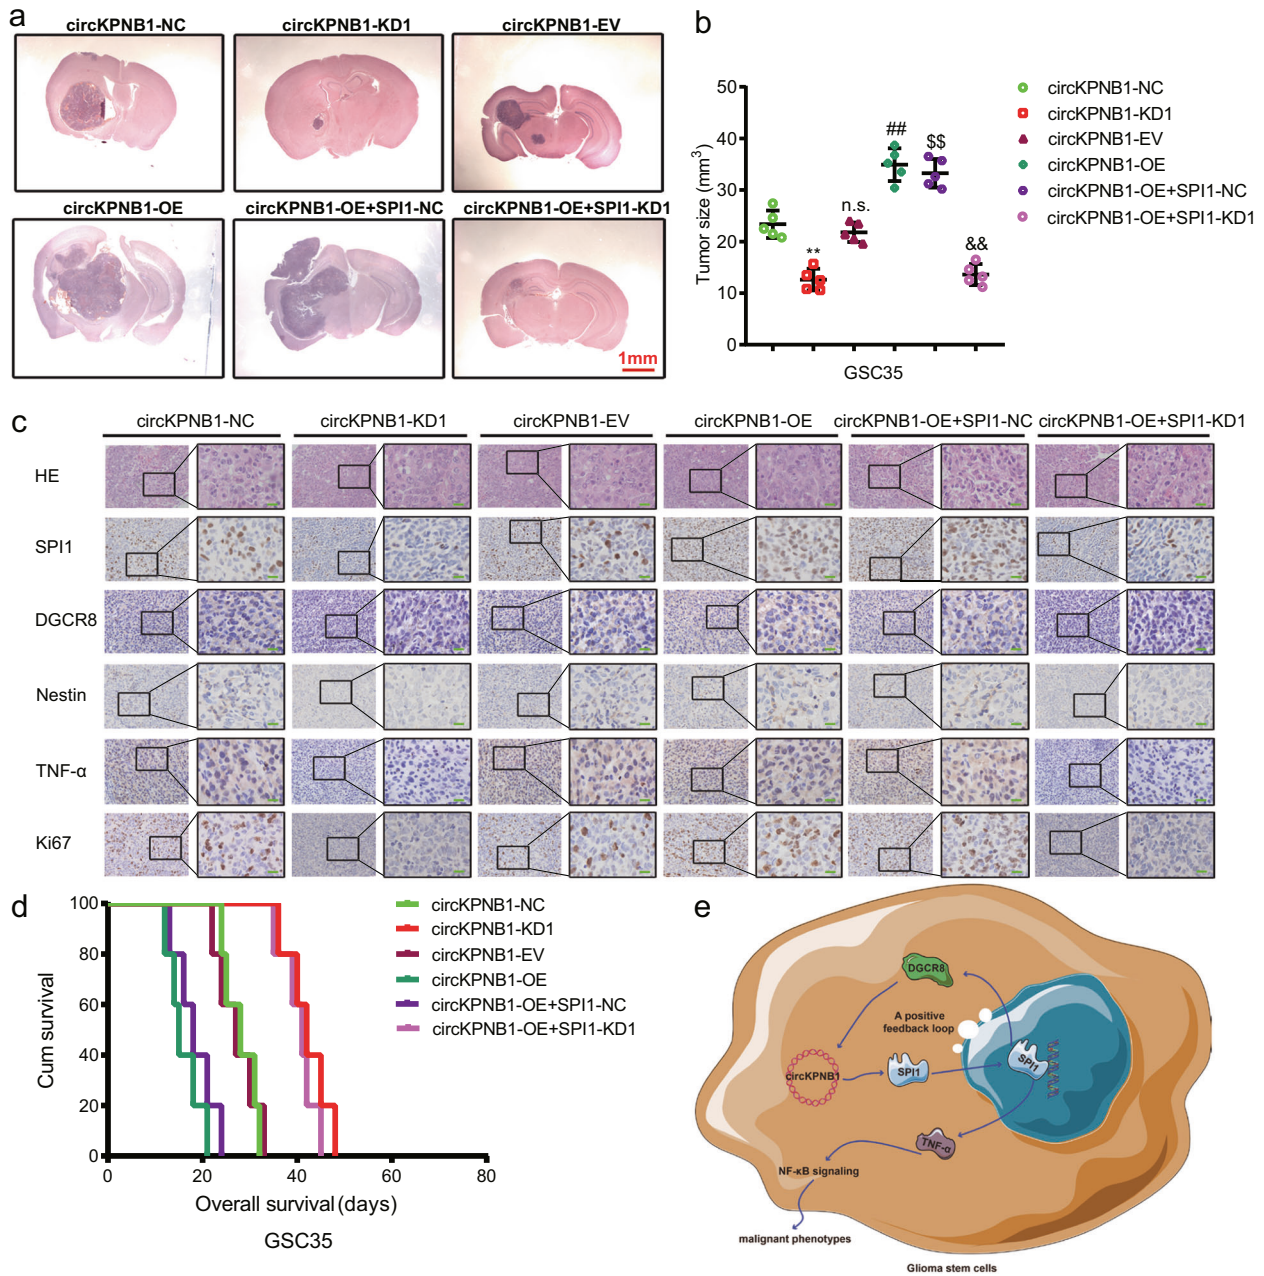 a
circKPNB1-NC
circKPNB1-KD1
circKPNB1-EV
circKPNB1-OE
circKPNB1-OE+SPI1-NC
circKPNB1-OE+SPI1-KD1
1mm
b
Tumor size (mm³)
50
40
30
20
10
0
**
n.s.
##
$$
&&
GSC35
circKPNB1-NC
circKPNB1-KD1
circKPNB1-EV
circKPNB1-OE
circKPNB1-OE+SPI1-NC
circKPNB1-OE+SPI1-KD1
c
circKPNB1-NC
circKPNB1-KD1
circKPNB1-EV
circKPNB1-OE
circKPNB1-OE+SPI1-NC
circKPNB1-OE+SPI1-KD1
HE
SPI1
DGCR8
Nestin
TNF-α
Ki67
d
Cum survival
100
80
60
40
20
0
0 20 40 60 80
Overall survival (days)
GSC35
circKPNB1-NC
circKPNB1-KD1
circKPNB1-EV
circKPNB1-OE
circKPNB1-OE+SPI1-NC
circKPNB1-OE+SPI1-KD1
e
DGCR8
A positive
feedback loop
circKPNB1
SPI1
SPI1
TNF-α
NF-κB signaling
malignant phenotypes
Glioma stem cells